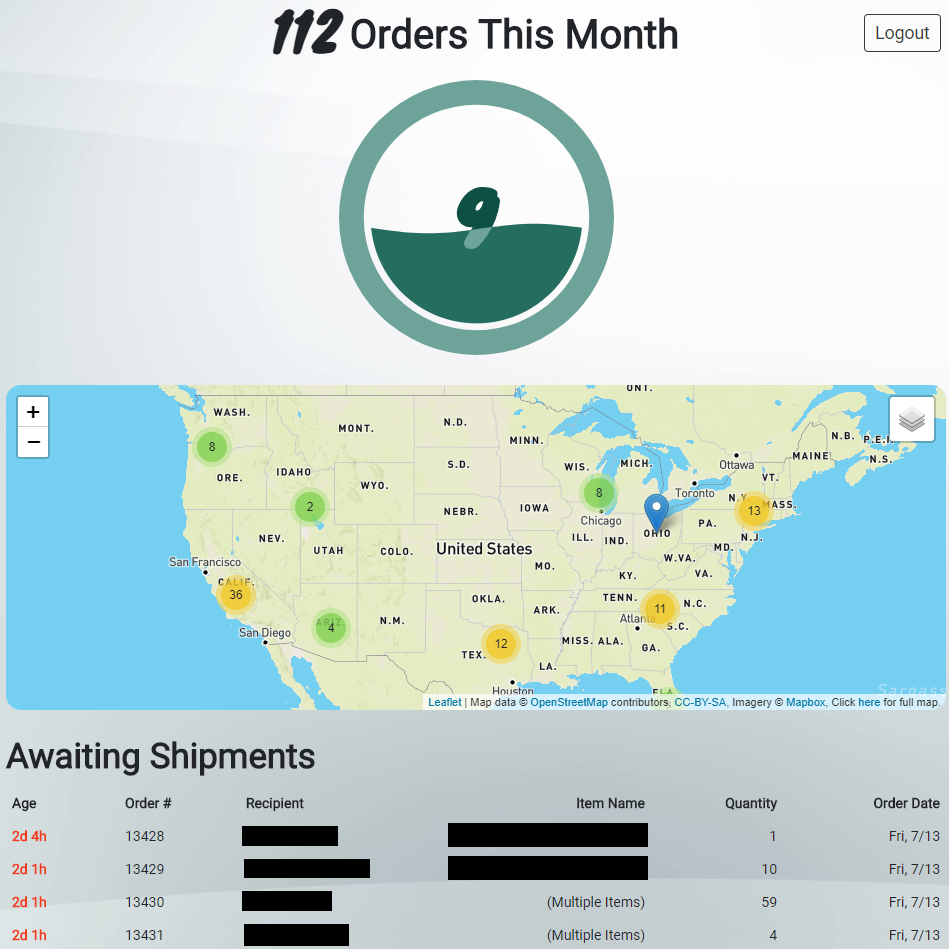 112 Orders This Month
Logout
9
+
−
ONT.
WASH.
MONT.
N.D.
MINN.
N.B.
P.E.I.
8
ORE.
IDAHO
S.D.
WIS.
MICH.
Ottawa
MAINE
N.S.
VT.
WYO.
8
Toronto
N.Y.
MASS.
2
NEBR.
IOWA
Chicago
13
PA.
OHIO
NEV.
UTAH
COLO.
United States
ILL.
IND.
N.J.
MD.
San Francisco
MO.
W.VA.
CALIF.
KY.
VA.
36
OKLA.
TENN.
N.C.
ARK.
11
ARIZ.
4
N.M.
Atlanta
S.C.
San Diego
12
MISS.
ALA.
GA.
TEX.
LA.
Houston
FLA.
Sargass
Leaflet | Map data © OpenStreetMap contributors, CC-BY-SA, Imagery © Mapbox, Click here for full map.
Awaiting Shipments
Age Order # Recipient Item Name Quantity Order Date
2d 4h 13428 1 Fri, 7/13
2d 1h 13429 10 Fri, 7/13
2d 1h 13430 (Multiple Items) 59 Fri, 7/13
2d 1h 13431 (Multiple Items) 4 Fri, 7/13